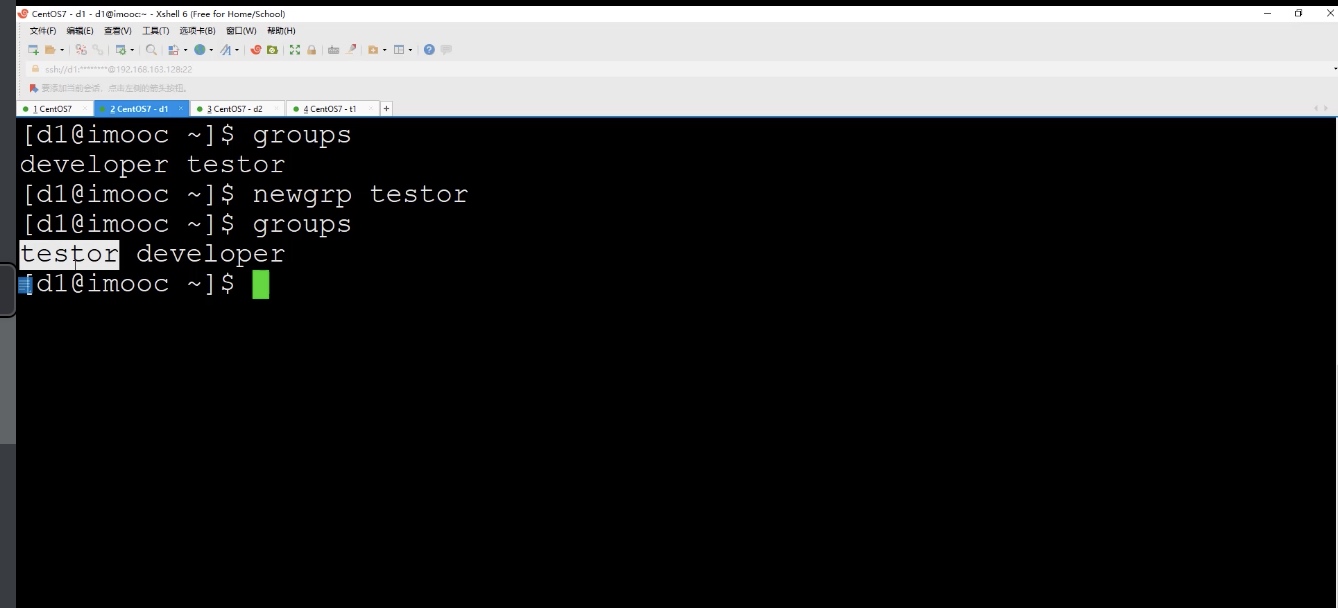 CentOS7 - d1 - d1@imooc:~ - Xshell 6 (Free for Home/School)
文件(F) 编辑(E) 查看(V) 工具(T) 选项卡(B) 窗口(W) 帮助(H)
ssh://d1:********@192.168.163.128:22
要添加当前会话，点击左侧的箭头按钮。
1 CentOS7 2 CentOS7 - d1 3 CentOS7 - d2 4 CentOS7 - t1 +
[d1@imooc ~]$ groups
developer testor
[d1@imooc ~]$ newgrp testor
[d1@imooc ~]$ groups
testor developer
[d1@imooc ~]$